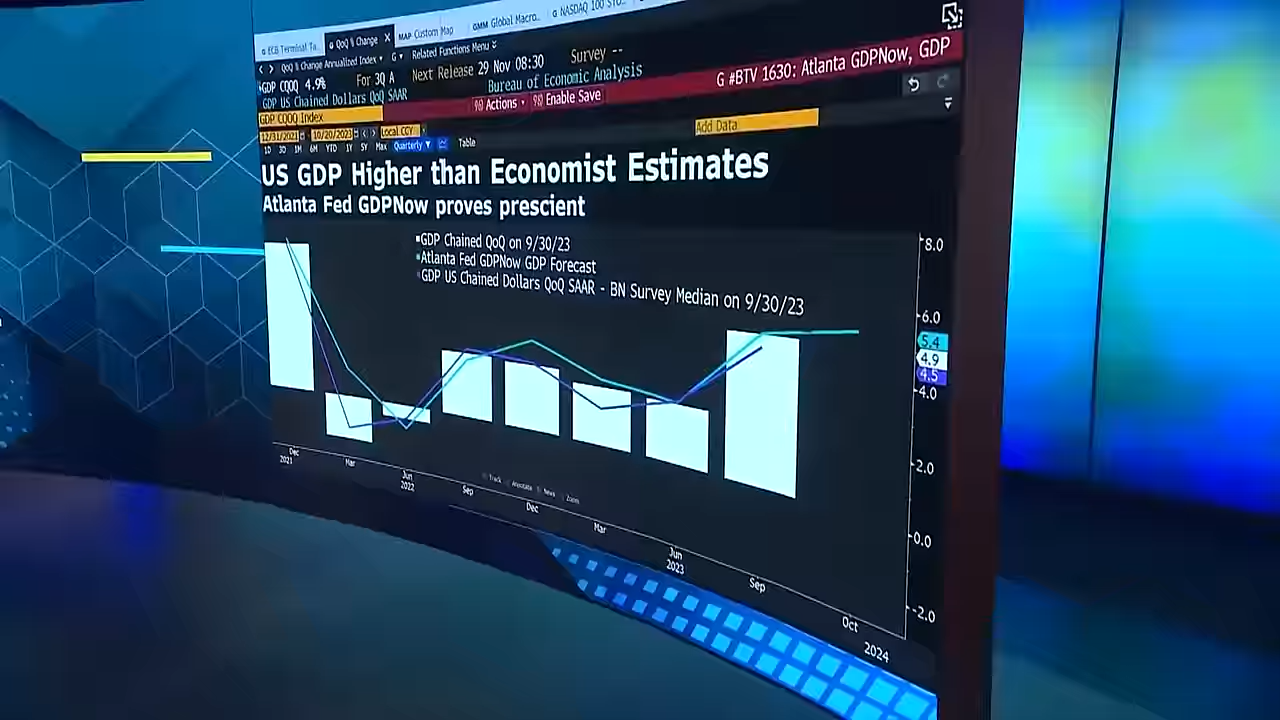 G ECB Terminal Ta..
G QoQ % Change X
MAP Custom Map
GMM Global Macro..
G NASDAQ 100 STO..
QoQ % Change Annualized Index
G
Related Functions Menu
GDP CQOQ 4.9% For 3Q A Next Release 29 Nov 08:30 Survey --
GDP US Chained Dollars QoQ SAAR Bureau of Economic Analysis
GDP CQOQ Index
Actions
Enable Save
G #BTV 1630: Atlanta GDPNow, GDP
12/31/2021 10/20/2023 Local CCY
Add Data
1D 3D 1M 6M YTD 1Y 5Y Max Quarterly Table
US GDP Higher than Economist Estimates
Atlanta Fed GDPNow proves prescient
GDP Chained QoQ on 9/30/23
Atlanta Fed GDPNow GDP Forecast
GDP US Chained Dollars QoQ SAAR - BN Survey Median on 9/30/23
8.0
6.0
5.4
4.9
4.5
4.0
2.0
0.0
-2.0
Track Annotate News Zoom
Dec Mar Jun Sep Dec Mar Jun Sep Oct
2021 2022 2023 2024